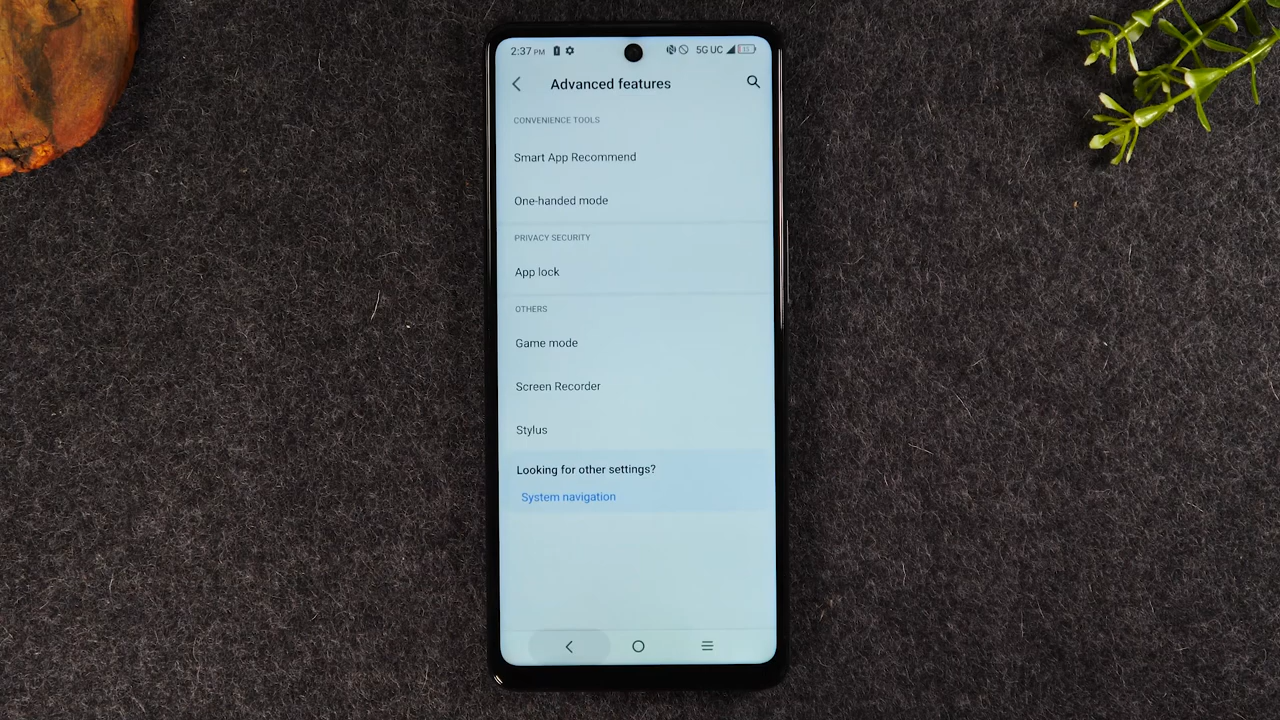 2:37 PM 5G UC 11
Advanced features
CONVENIENCE TOOLS
Smart App Recommend
One-handed mode
PRIVACY SECURITY
App lock
OTHERS
Game mode
Screen Recorder
Stylus
Looking for other settings?
System navigation